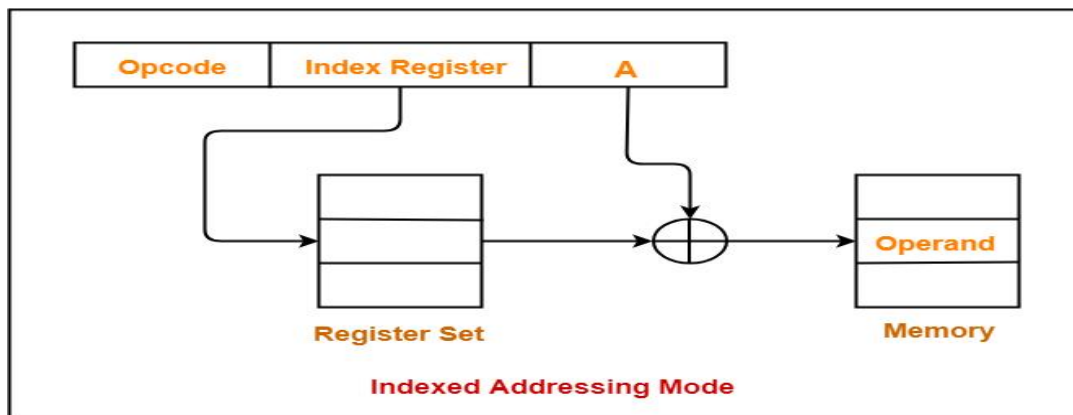 Opcode Index Register A
Operand
Register Set Memory
Indexed Addressing Mode